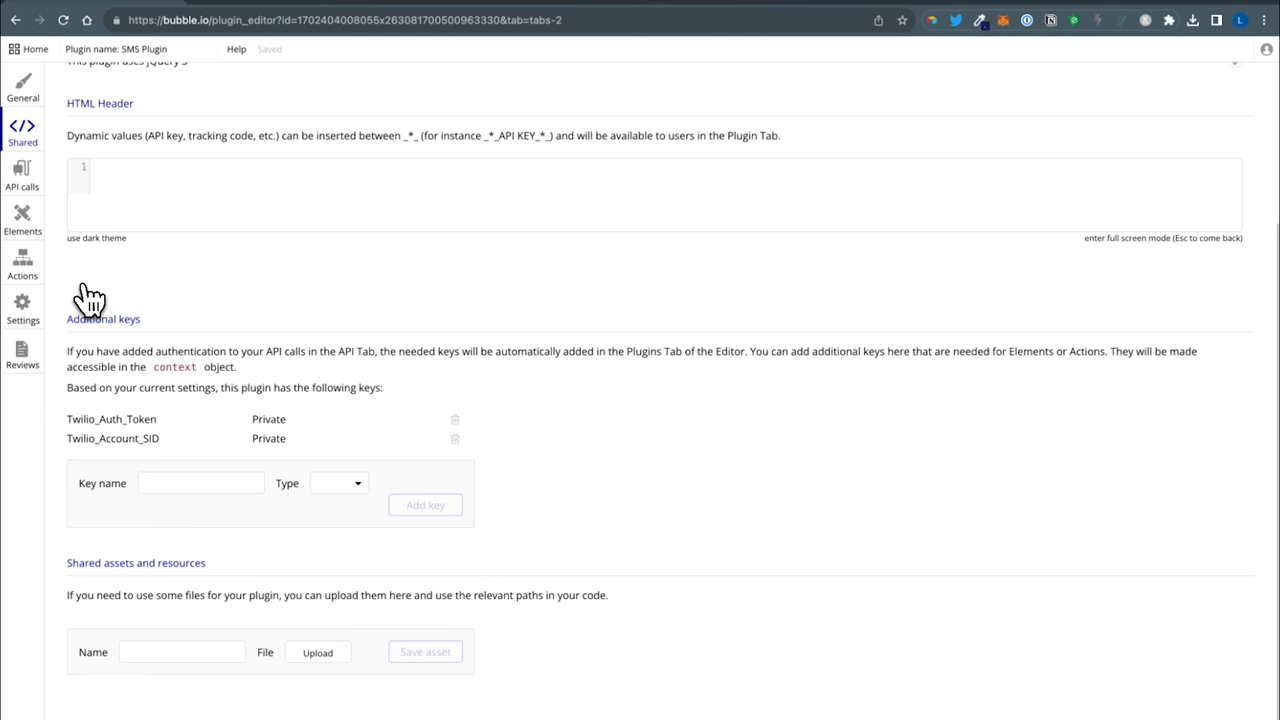 https://bubble.io/plugin_editor?id=1702404008055x263081700500963330&tab=tabs-2
L
Home
Plugin name: SMS Plugin
Help
Saved
This plugin uses jQuery 3
General
HTML Header
Shared
Dynamic values (API key, tracking code, etc.) can be inserted between _*_ (for instance _*_API KEY_*_) and will be available to users in the Plugin Tab.
1
API calls
Elements
use dark theme
enter full screen mode (Esc to come back)
Actions
Settings
Additional keys
Reviews
If you have added authentication to your API calls in the API Tab, the needed keys will be automatically added in the Plugins Tab of the Editor. You can add additional keys here that are needed for Elements or Actions. They will be made
accessible in the context object.
Based on your current settings, this plugin has the following keys:
Twilio_Auth_Token Private
Twilio_Account_SID Private
Key name Type
Add key
Shared assets and resources
If you need to use some files for your plugin, you can upload them here and use the relevant paths in your code.
Name File Upload Save asset